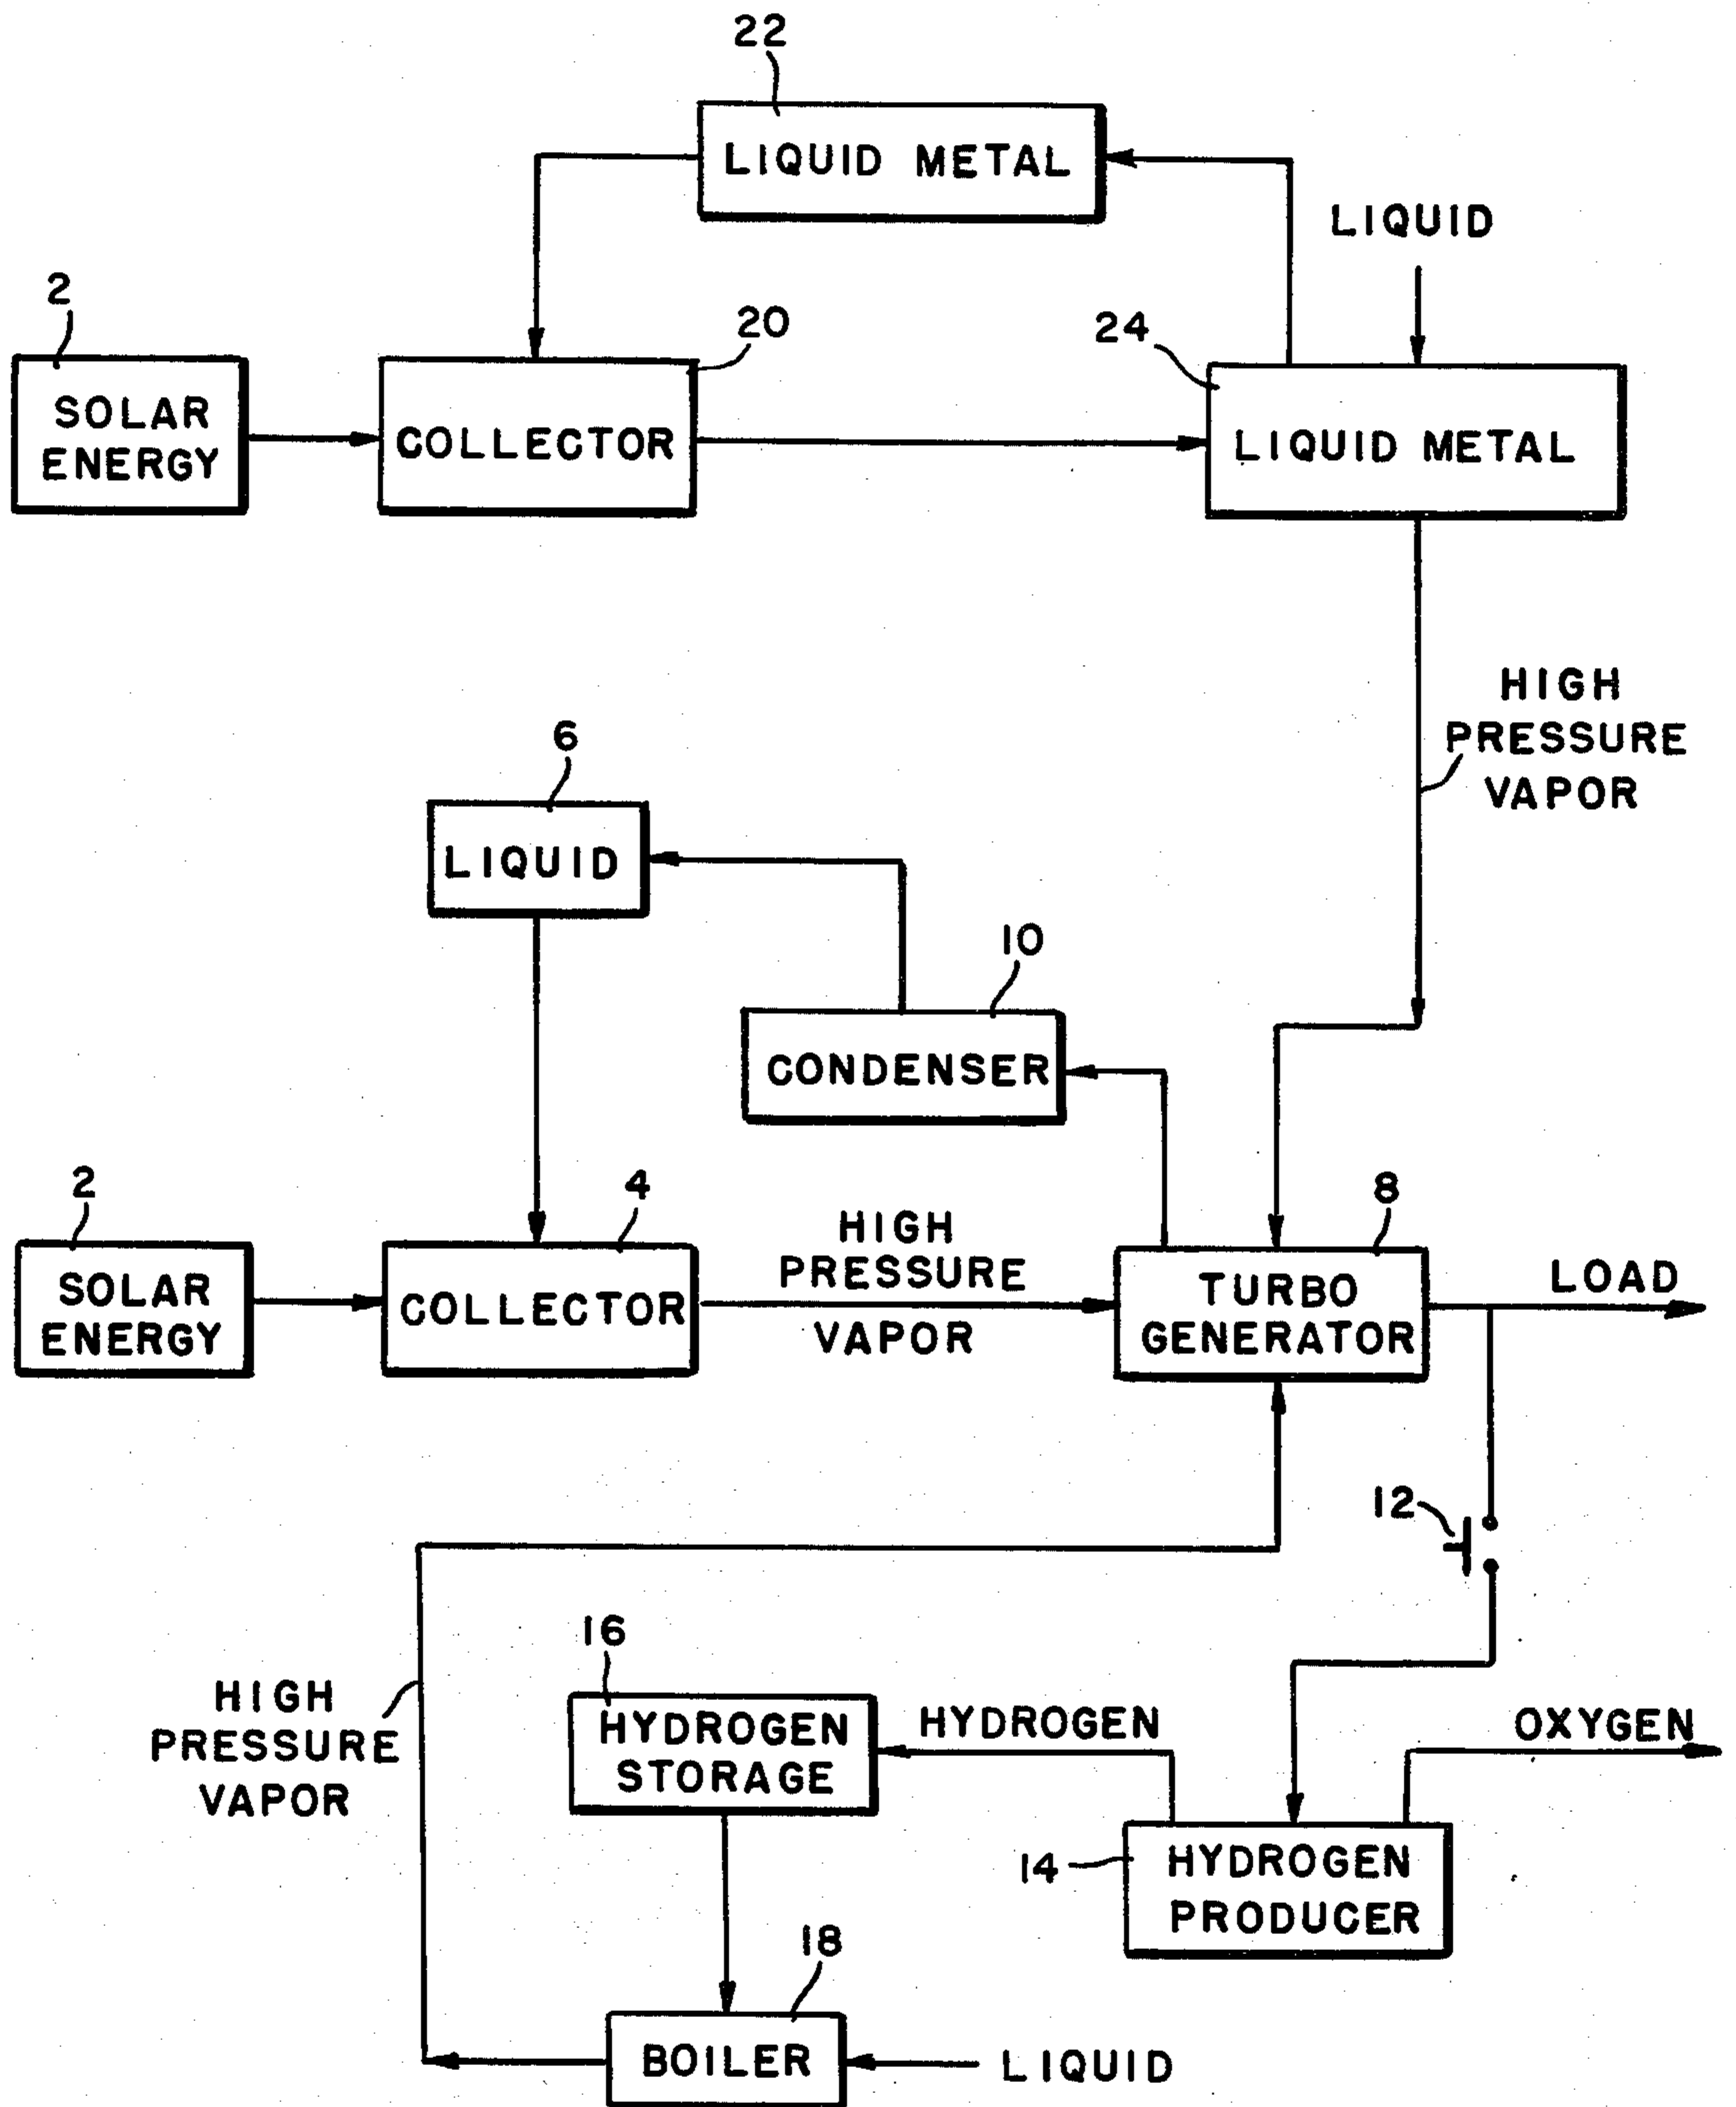 22
LIQUID METAL
LIQUID
2
20
24
SOLAR
ENERGY
COLLECTOR
LIQUID METAL
HIGH
PRESSURE
VAPOR
6
LIQUID
10
CONDENSER
2
4
8
HIGH
PRESSURE
VAPOR
SOLAR
ENERGY
COLLECTOR
TURBO
GENERATOR
LOAD
12
16
HIGH
PRESSURE
VAPOR
HYDROGEN
STORAGE
HYDROGEN
OXYGEN
14
HYDROGEN
PRODUCER
18
BOILER
LIQUID